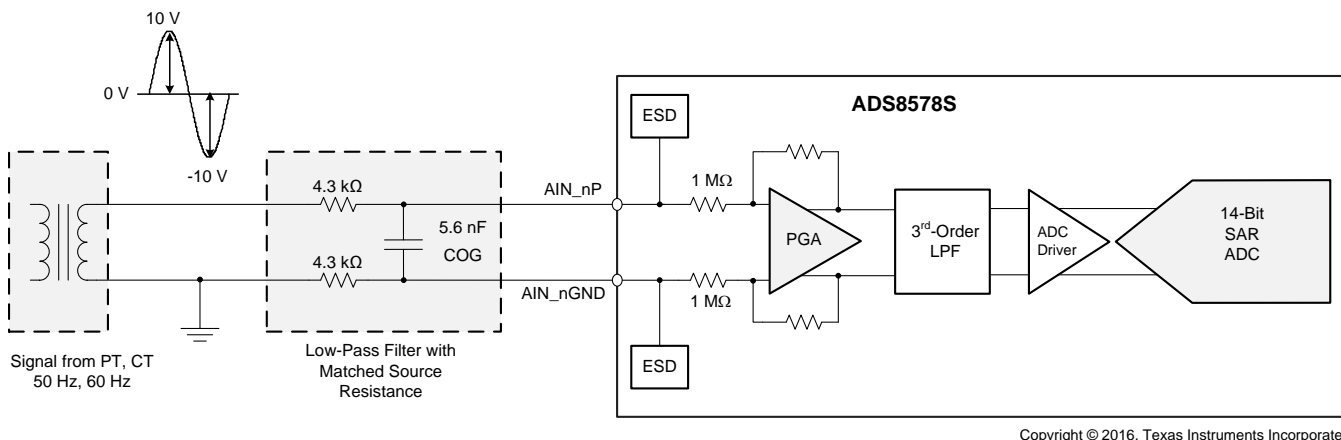 10 V
0 V
-10 V
Signal from PT, CT
50 Hz, 60 Hz
4.3 kΩ
4.3 kΩ
5.6 nF
COG
Low-Pass Filter with
Matched Source
Resistance
AIN_nP
AIN_nGND
ADS8578S
ESD
ESD
1 MΩ
1 MΩ
PGA
3rd-Order
LPF
ADC
Driver
14-Bit
SAR
ADC
Copyright © 2016, Texas Instruments Incorporate